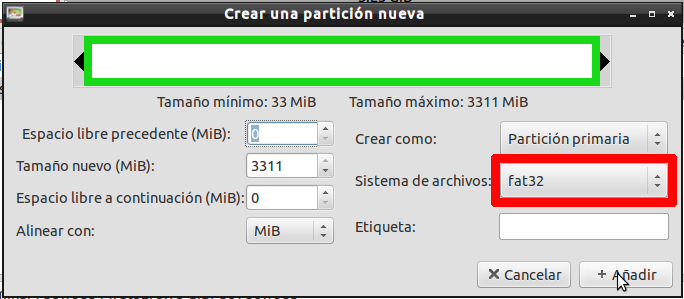 Crear una partición nueva
Tamaño mínimo: 33 MiB Tamaño máximo: 3311 MiB
Espacio libre precedente (MiB): 0
Crear como: Partición primaria
Tamaño nuevo (MiB): 3311
Sistema de archivos: fat32
Espacio libre a continuación (MiB): 0
Alinear con: MiB
Etiqueta:
Cancelar
Añadir